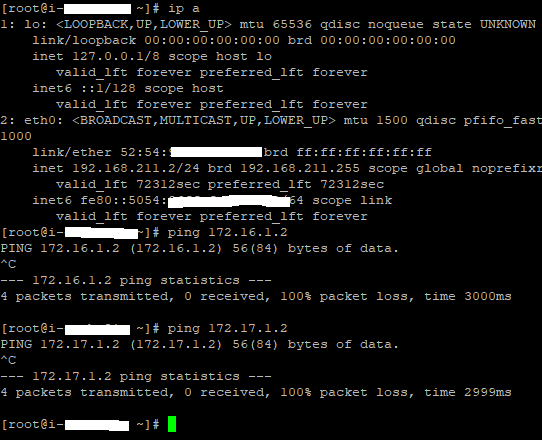 [root@i- ~]# ip a
1: lo: <LOOPBACK,UP,LOWER_UP> mtu 65536 qdisc noqueue state UNKNOWN
link/loopback 00:00:00:00:00:00 brd 00:00:00:00:00:00
inet 127.0.0.1/8 scope host lo
valid_lft forever preferred_lft forever
inet6 ::1/128 scope host
valid_lft forever preferred_lft forever
2: eth0: <BROADCAST,MULTICAST,UP,LOWER_UP> mtu 1500 qdisc pfifo_fast
1000
link/ether 52:54: brd ff:ff:ff:ff:ff:ff
inet 192.168.211.2/24 brd 192.168.211.255 scope global noprefixr
valid_lft 72312sec preferred_lft 72312sec
inet6 fe80::5054: /64 scope link
valid_lft forever preferred_lft forever
[root@i- ~]# ping 172.16.1.2
PING 172.16.1.2 (172.16.1.2) 56(84) bytes of data.
^C
--- 172.16.1.2 ping statistics ---
4 packets transmitted, 0 received, 100% packet loss, time 3000ms
[root@i- ~]# ping 172.17.1.2
PING 172.17.1.2 (172.17.1.2) 56(84) bytes of data.
^C
--- 172.17.1.2 ping statistics ---
4 packets transmitted, 0 received, 100% packet loss, time 2999ms
[root@i- ~]#